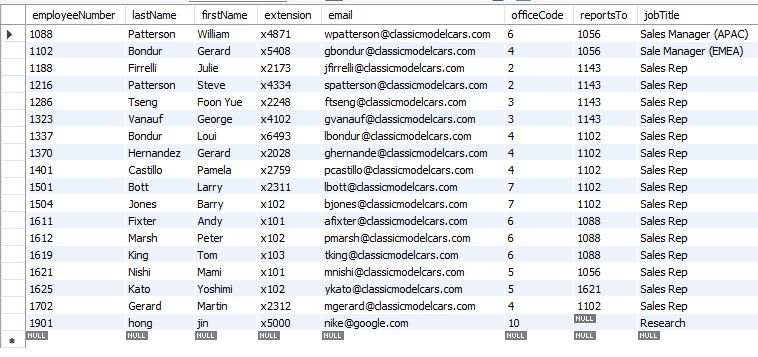 employeeNumber lastName firstName extension email officeCode reportsTo jobTitle
1088 Patterson William x4871 wpatterson@classicmodelcars.com 6 1056 Sales Manager (APAC)
1102 Bondur Gerard x5408 gbondur@classicmodelcars.com 4 1056 Sale Manager (EMEA)
1188 Firrelli Julie x2173 jfirrelli@classicmodelcars.com 2 1143 Sales Rep
1216 Patterson Steve x4334 spatterson@classicmodelcars.com 2 1143 Sales Rep
1286 Tseng Foon Yue x2248 ftseng@classicmodelcars.com 3 1143 Sales Rep
1323 Vanauf George x4102 gvanauf@classicmodelcars.com 3 1143 Sales Rep
1337 Bondur Loui x6493 lbondur@classicmodelcars.com 4 1102 Sales Rep
1370 Hernandez Gerard x2028 ghernande@classicmodelcars.com 4 1102 Sales Rep
1401 Castillo Pamela x2759 pcastillo@classicmodelcars.com 4 1102 Sales Rep
1501 Bott Larry x2311 lbott@classicmodelcars.com 7 1102 Sales Rep
1504 Jones Barry x102 bjones@classicmodelcars.com 7 1102 Sales Rep
1611 Fixter Andy x101 afixter@classicmodelcars.com 6 1088 Sales Rep
1612 Marsh Peter x102 pmarsh@classicmodelcars.com 6 1088 Sales Rep
1619 King Tom x103 tking@classicmodelcars.com 6 1088 Sales Rep
1621 Nishi Mami x101 mnishi@classicmodelcars.com 5 1056 Sales Rep
1625 Kato Yoshimi x102 ykato@classicmodelcars.com 5 1621 Sales Rep
1702 Gerard Martin x2312 mgerard@classicmodelcars.com 4 1102 Sales Rep
1901 hong jin x5000 nike@google.com 10 NULL Research
NULL NULL NULL NULL NULL NULL NULL NULL